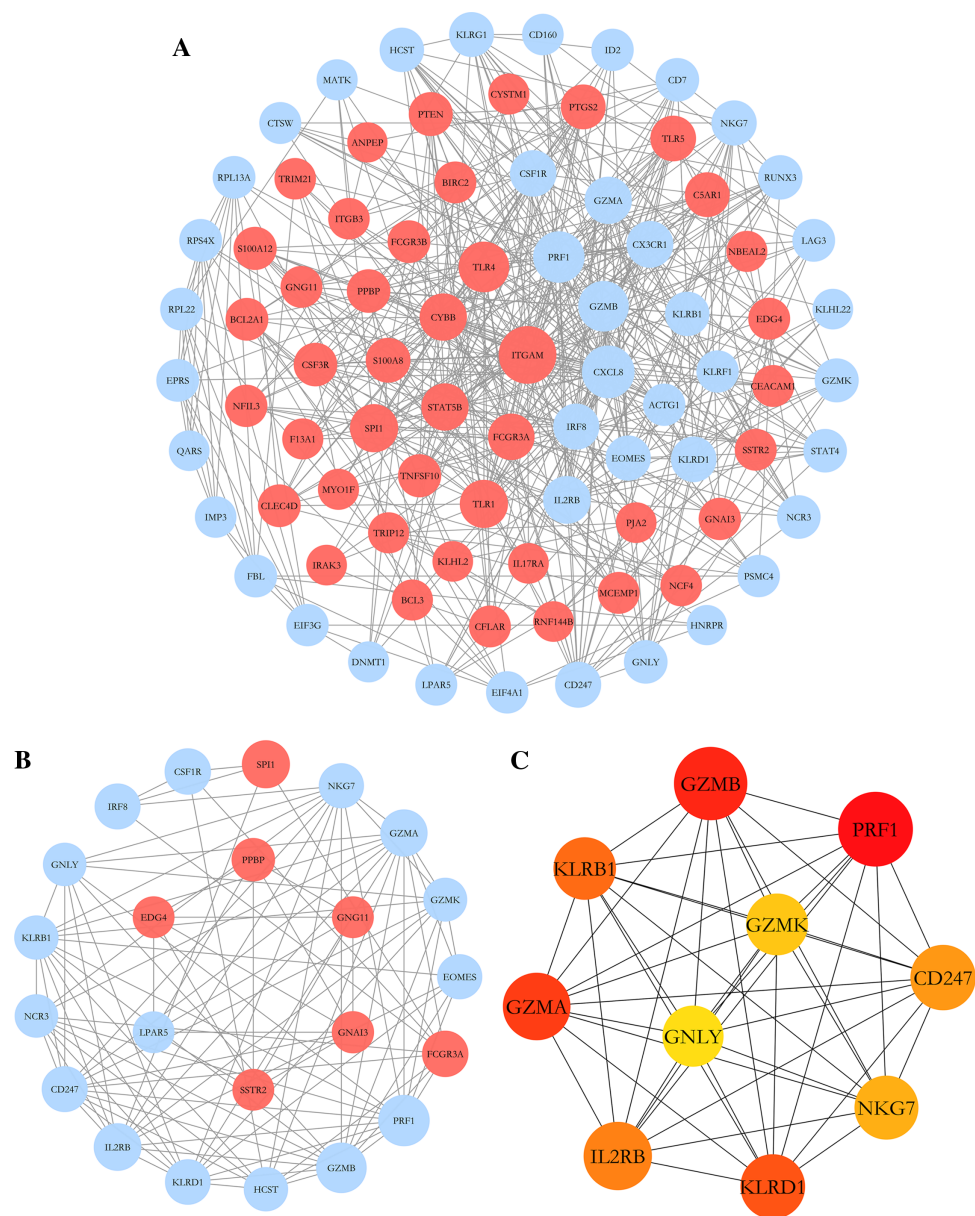 A
KLRG1
CD160
HCST
ID2
MATK
CD7
CYSTM1
PTGS2
PTEN
NKG7
CTSW
TLR5
ANPEP
CSF1R
RPL13A
TRIM21
BIRC2
RUNX3
C5AR1
GZMA
ITGB3
RPS4X
S100A12
FCGR3B
CX3CR1
NBEAL2
LAG3
PRF1
TLR4
GNG11
PPBP
RPL22
BCL2A1
CYBB
GZMB
KLRB1
EDG4
KLHL22
ITGAM
CSF3R
S100A8
EPRS
CXCL8
KLRF1
CEACAM1
GZMK
NFIL3
STAT5B
ACTG1
SPI1
IRF8
F13A1
FCGR3A
QARS
EOMES
KLRD1
SSTR2
STAT4
TNFSF10
MYO1F
CLEC4D
TLR1
IL2RB
IMP3
NCR3
PJA2
GNAI3
TRIP12
IRAK3
KLHL2
IL17RA
FBL
PSMC4
NCF4
MCEMP1
BCL3
EIF3G
CFLAR
RNF144B
HNRPR
DNMT1
GNLY
LPAR5
EIF4A1
CD247
B
SPI1
CSF1R
NKG7
IRF8
GZMA
PPBP
GNLY
GZMK
EDG4
GNG11
KLRB1
EOMES
NCR3
LPAR5
GNAI3
FCGR3A
CD247
SSTR2
PRF1
IL2RB
GZMB
KLRD1
HCST
C
GZMB
PRF1
KLRB1
GZMK
CD247
GZMA
GNLY
NKG7
IL2RB
KLRD1